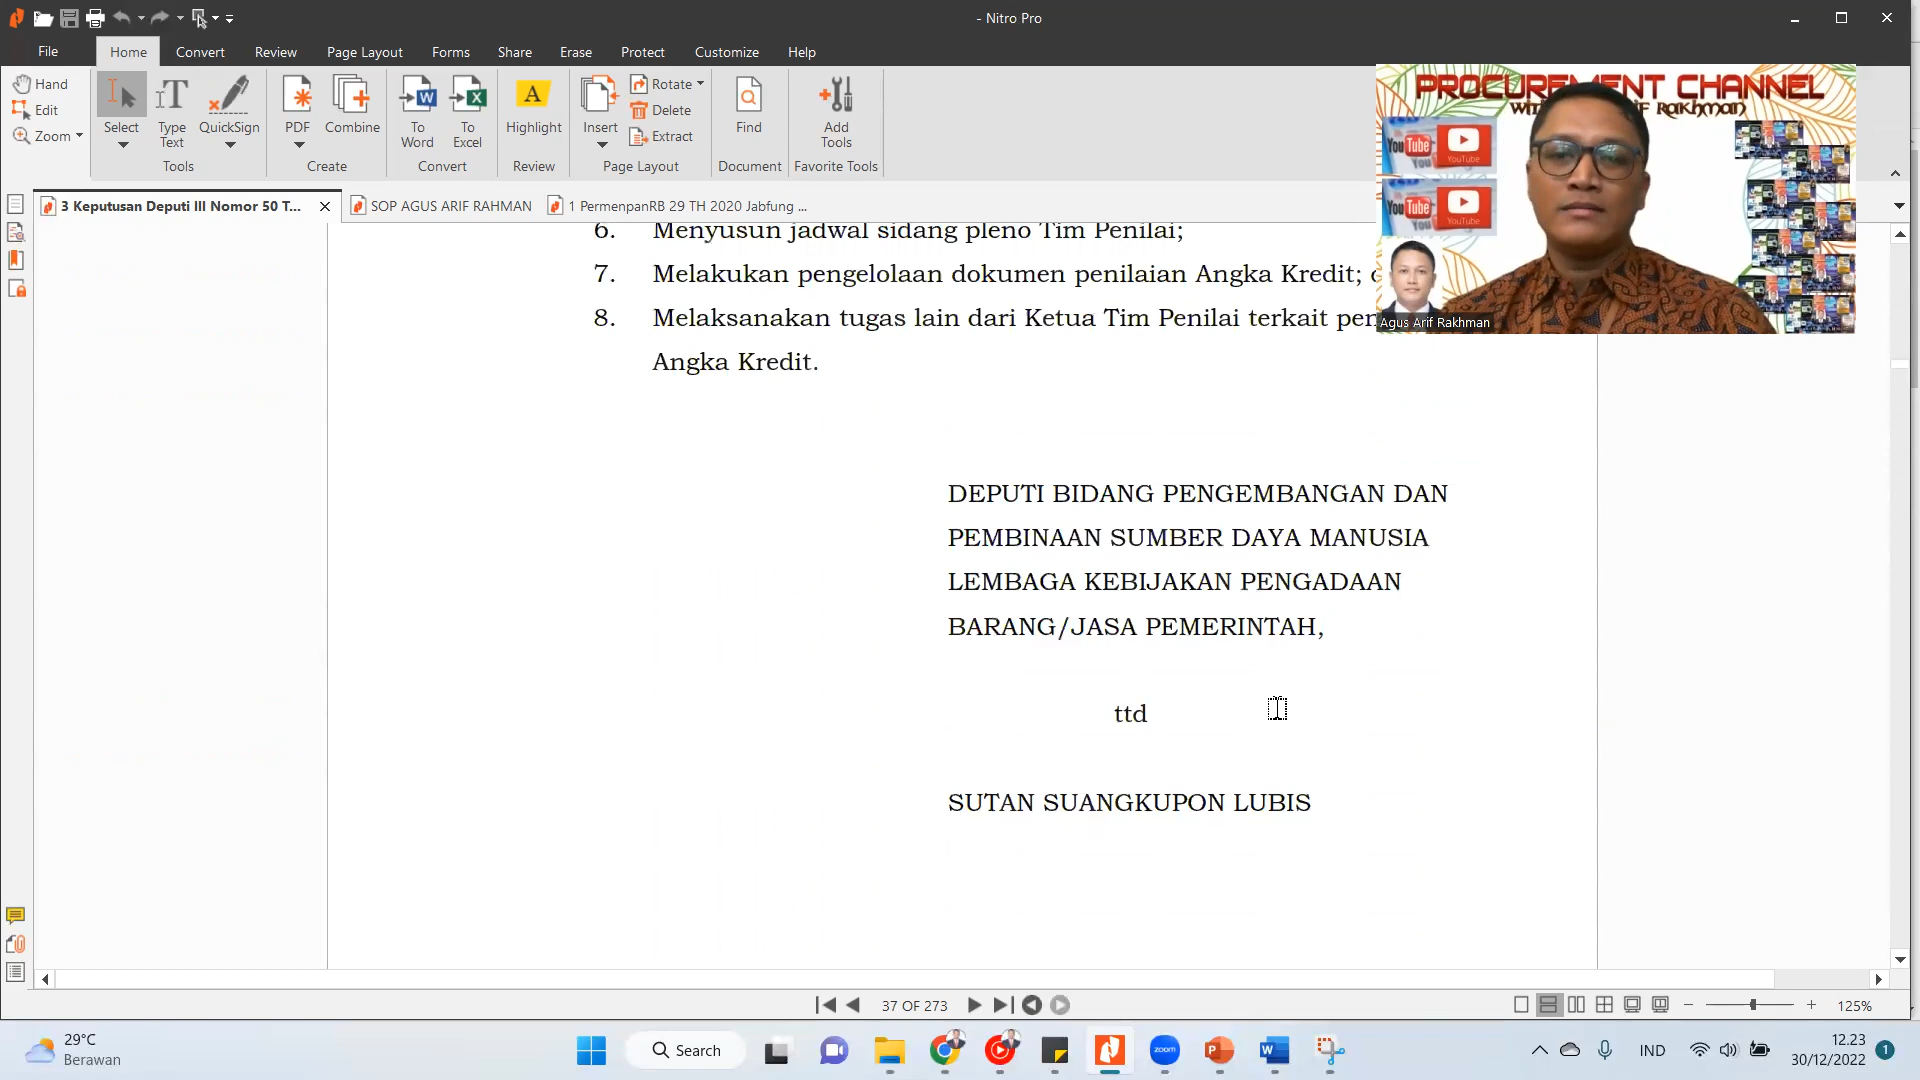 - Nitro Pro
File
Home
Convert
Review
Page Layout
Forms
Share
Erase
Protect
Customize
Help
Hand
Edit
Zoom
Select
Type
Text
QuickSign
Tools
PDF
Combine
Create
To
Word
To
Excel
Convert
Highlight
Review
Insert
Rotate
Delete
Extract
Page Layout
Find
Document
Add
Tools
Favorite Tools
3 Keputusan Deputi III Nomor 50 T...
SOP AGUS ARIF RAHMAN
1 PermenpanRB 29 TH 2020 Jabfung ...
PROCUREMENT CHANNEL
YouTube
YouTube
Agus Arif Rakhman
6. Menyusun jadwal sidang pleno Tim Penilai;
7. Melakukan pengelolaan dokumen penilaian Angka Kredit;
8. Melaksanakan tugas lain dari Ketua Tim Penilai terkait
Angka Kredit.
DEPUTI BIDANG PENGEMBANGAN DAN
PEMBINAAN SUMBER DAYA MANUSIA
LEMBAGA KEBIJAKAN PENGADAAN
BARANG/JASA PEMERINTAH,
ttd
SUTAN SUANGKUPON LUBIS
37 OF 273
125%
29°C
Berawan
Search
zoom
IND
12.23
30/12/2022
1